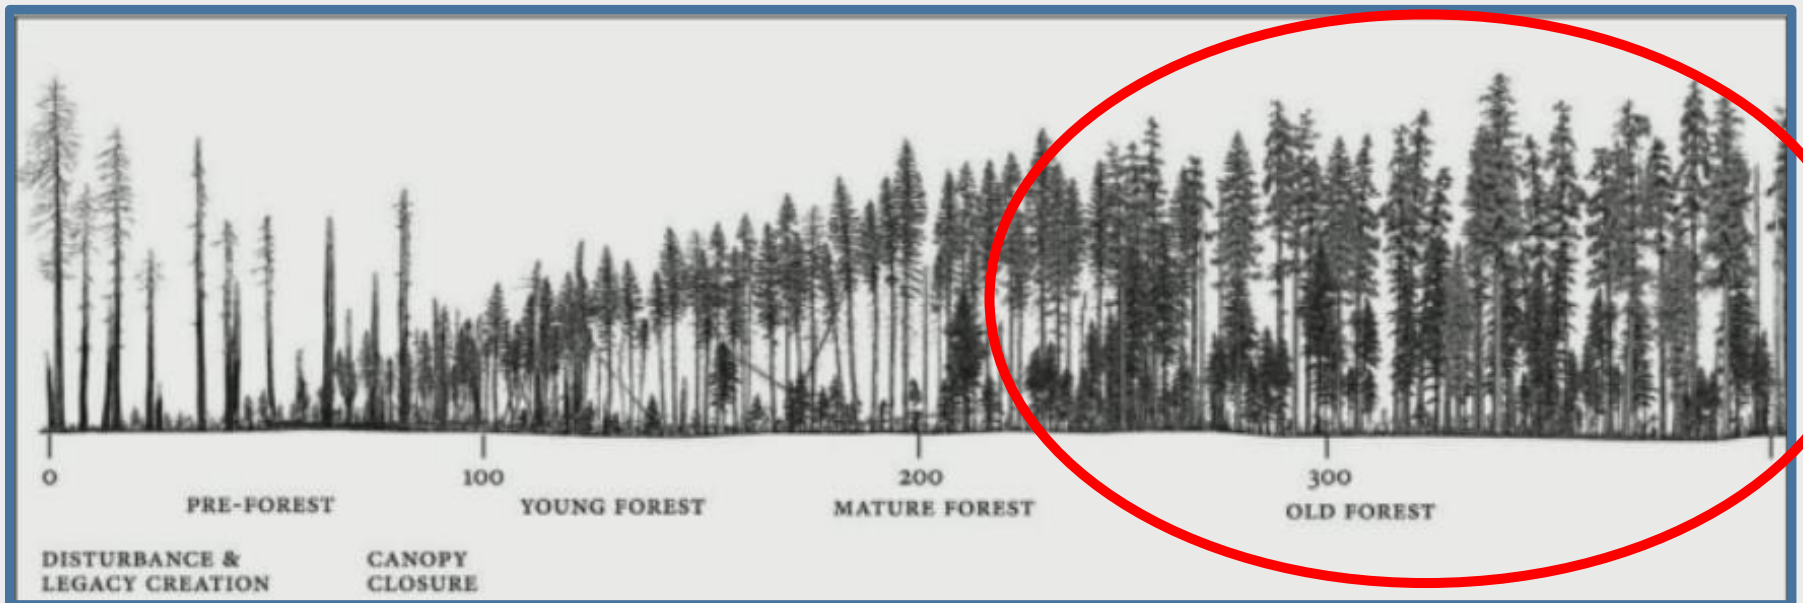 0 100 200 300
PRE-FOREST YOUNG FOREST MATURE FOREST OLD FOREST
DISTURBANCE & CANOPY
LEGACY CREATION CLOSURE